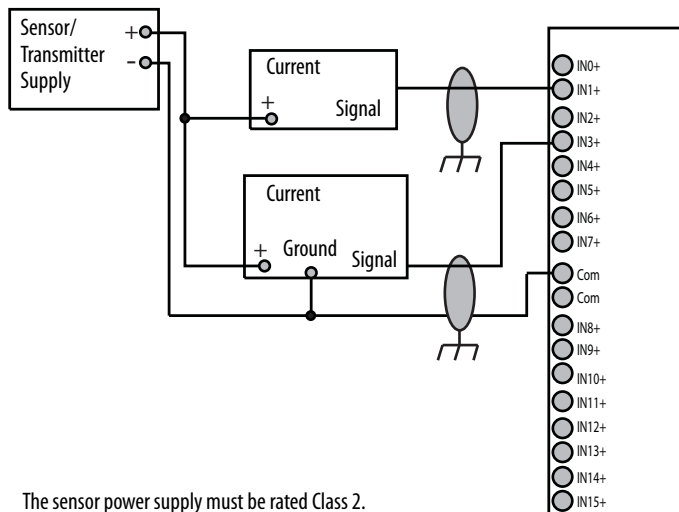 Sensor/
Transmitter
Supply
+
-
Current
+
Signal
Current
+
Ground
Signal
IN0+
IN1+
IN2+
IN3+
IN4+
IN5+
IN6+
IN7+
Com
Com
IN8+
IN9+
IN10+
IN11+
IN12+
IN13+
IN14+
IN15+
The sensor power supply must be rated Class 2.